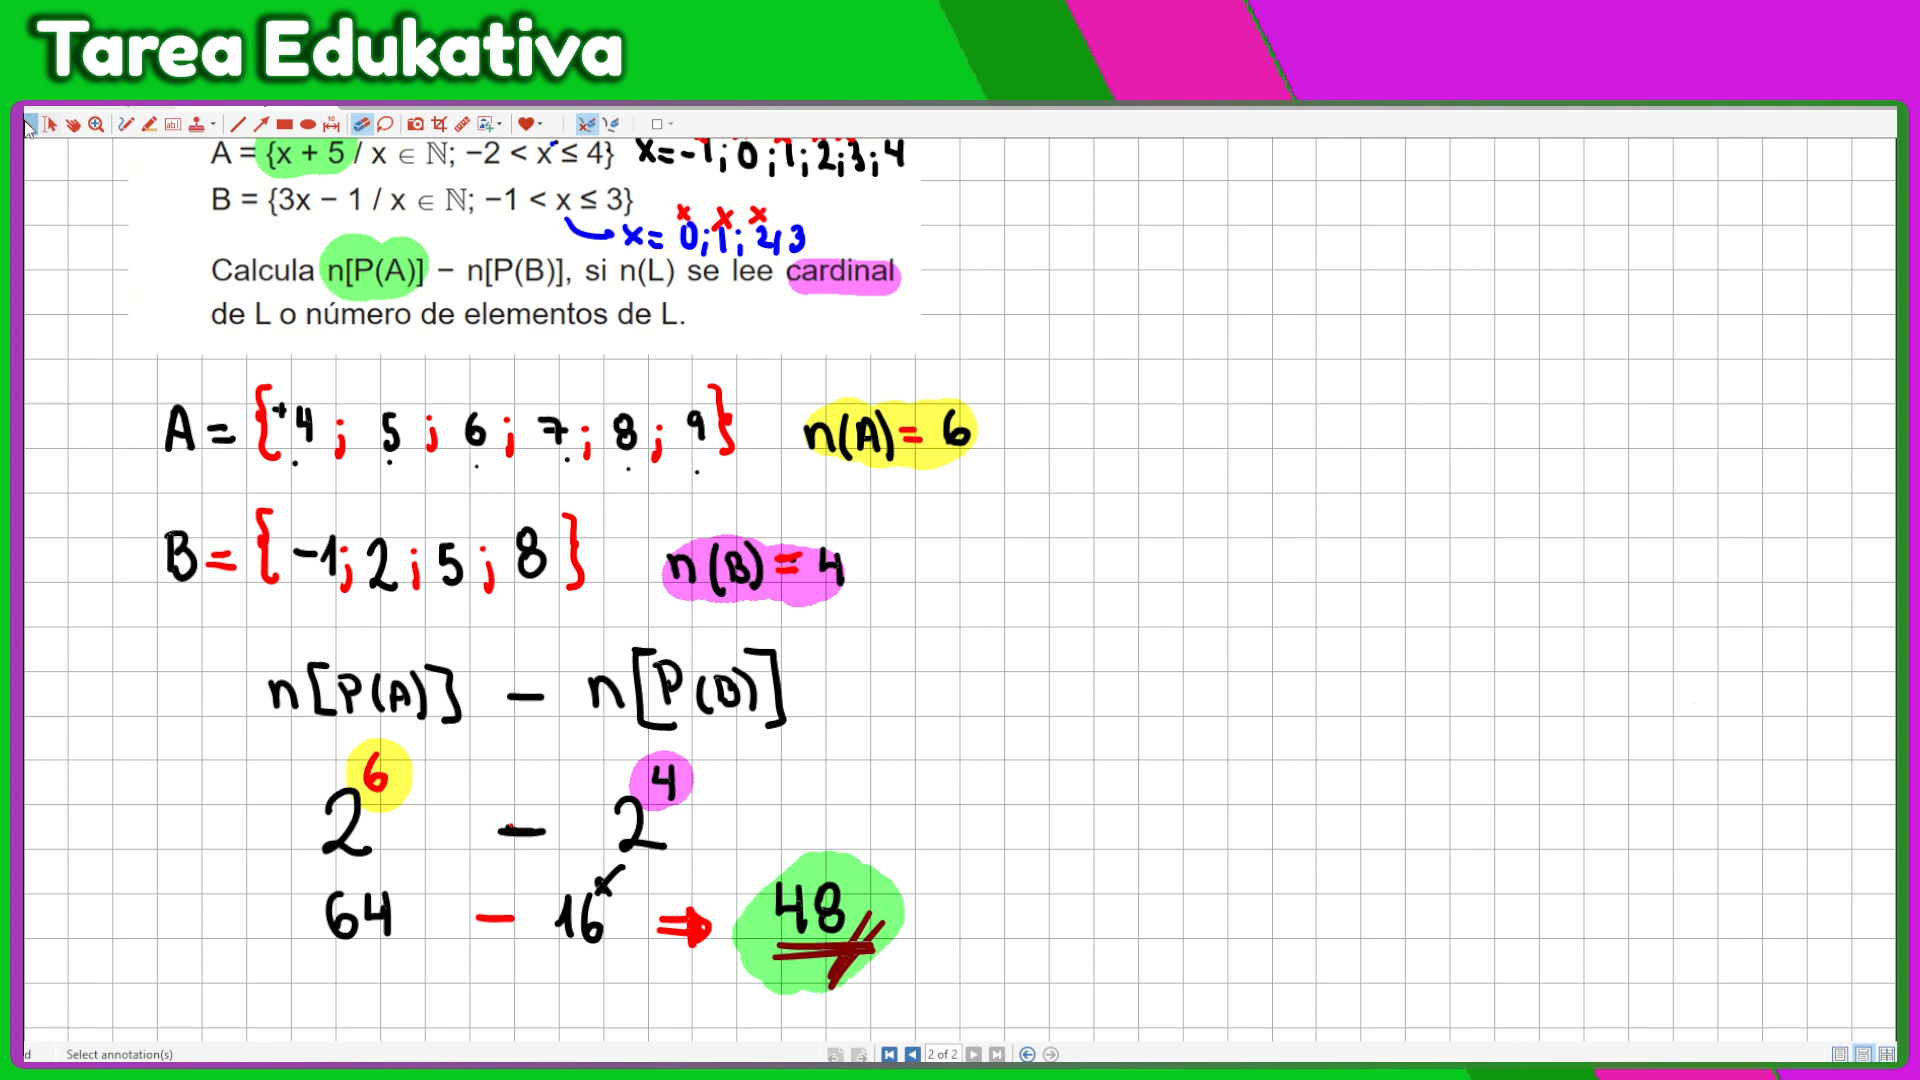 Tarea Edukativa
A = {x + 5 / x ∈ ℕ; −2 < x ≤ 4} x = -1; 0; 1; 2; 3; 4
B = {3x − 1 / x ∈ ℕ; −1 < x ≤ 3}
x x x
x = 0; 1; 2; 3
Calcula n[P(A)] − n[P(B)], si n(L) se lee cardinal
de L o número de elementos de L.
A = {+4; 5; 6; 7; 8; 9} n(A) = 6
B = {-1; 2; 5; 8} n(B) = 4
n[P(A)] - n[P(B)]
2^6 - 2^4
64 - 16 ⇒ 48
d Select annotation(s) 2 of 2